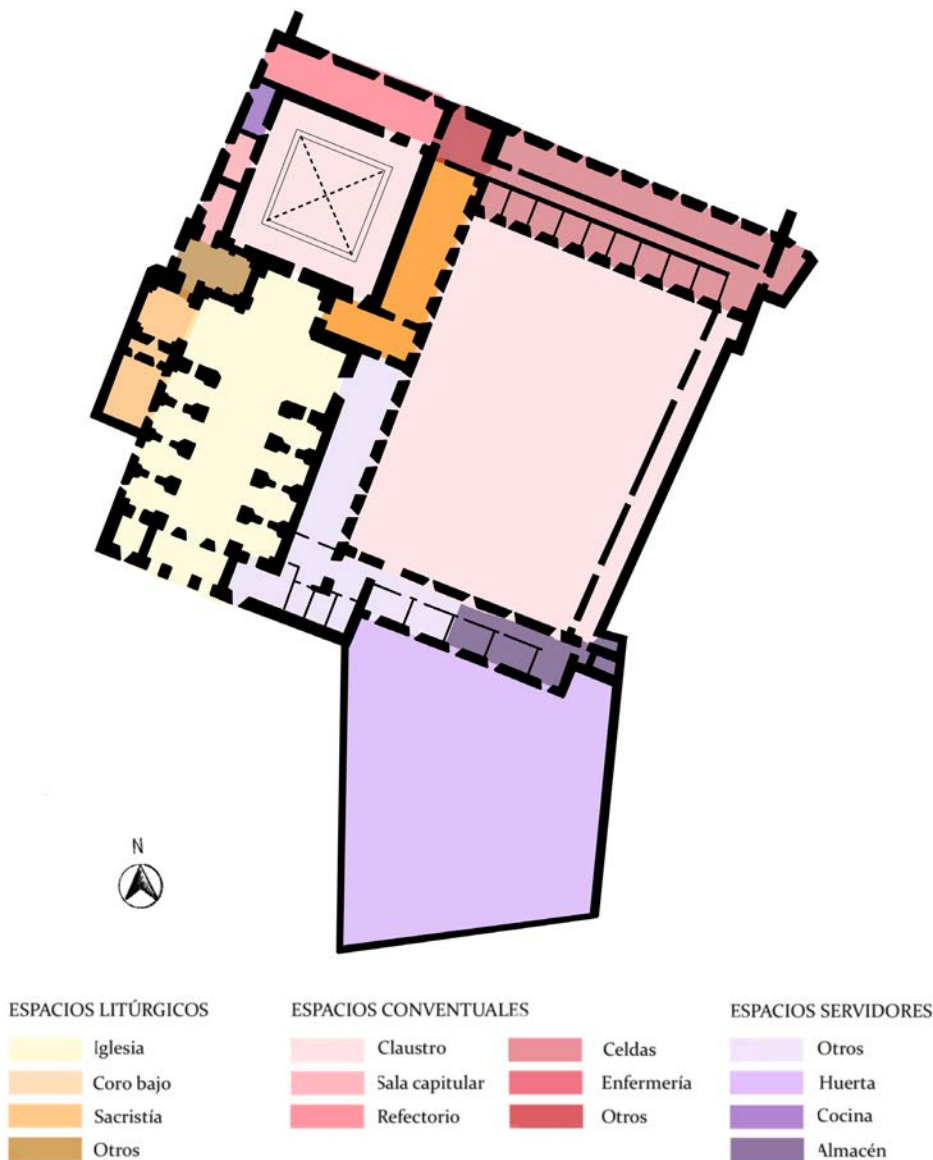 N
ESPACIOS LITÚRGICOS
Iglesia
Coro bajo
Sacristía
Otros
ESPACIOS CONVENTUALES
Claustro
Sala capitular
Refectorio
Celdas
Enfermería
Otros
ESPACIOS SERVIDORES
Otros
Huerta
Cocina
Almacén